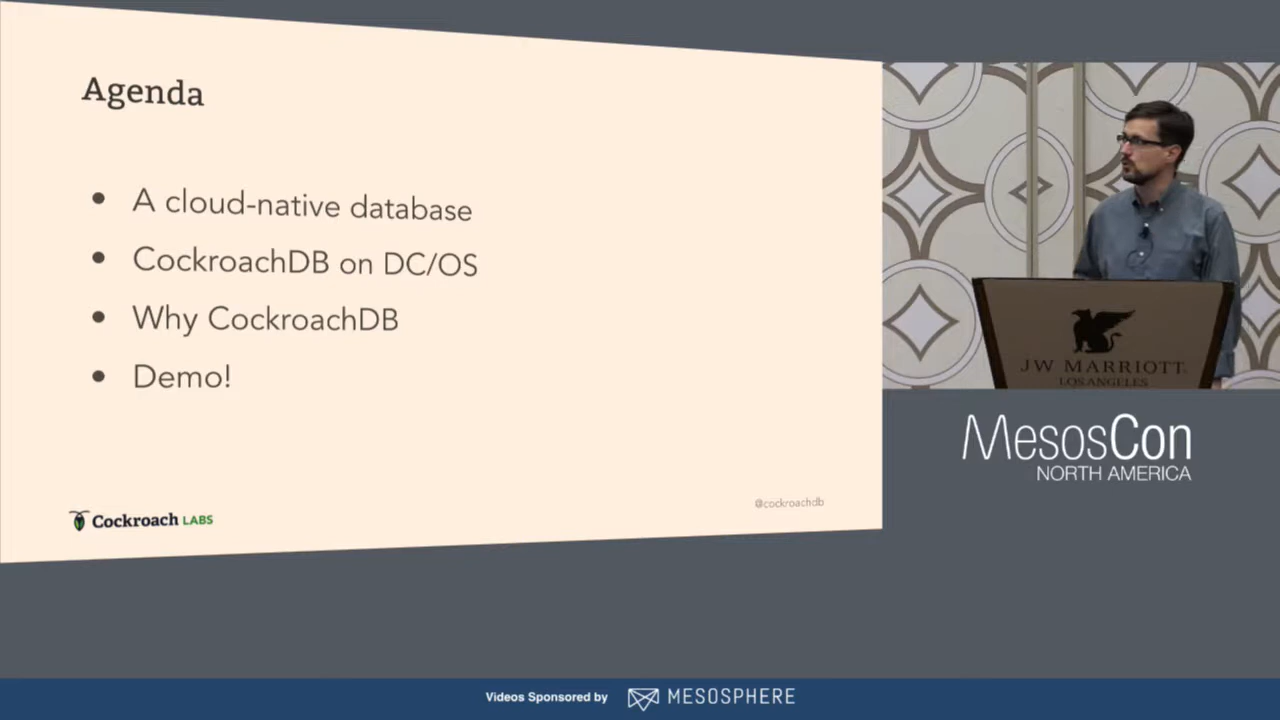 Agenda
A cloud-native database
CockroachDB on DC/OS
Why CockroachDB
Demo!
Cockroach LABS
@cockroachdb
JW MARRIOTT
LOS ANGELES
MesosCon
NORTH AMERICA
Videos Sponsored by MESOSPHERE